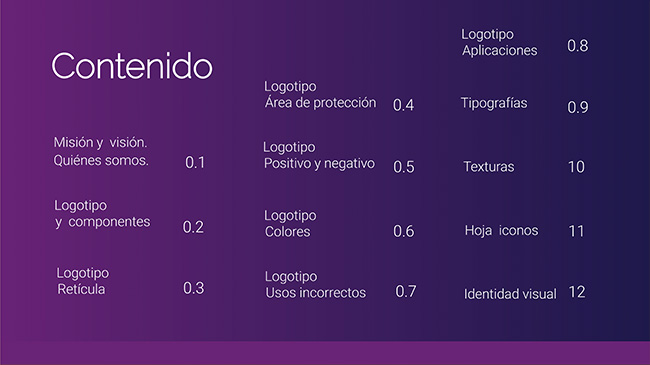 Contenido
Misión y visión.
Quiénes somos. 0.1
Logotipo
y componentes 0.2
Logotipo
Retícula 0.3
Logotipo
Área de protección 0.4
Logotipo
Positivo y negativo 0.5
Logotipo
Colores 0.6
Logotipo
Usos incorrectos 0.7
Logotipo
Aplicaciones 0.8
Tipografías 0.9
Texturas 10
Hoja iconos 11
Identidad visual 12